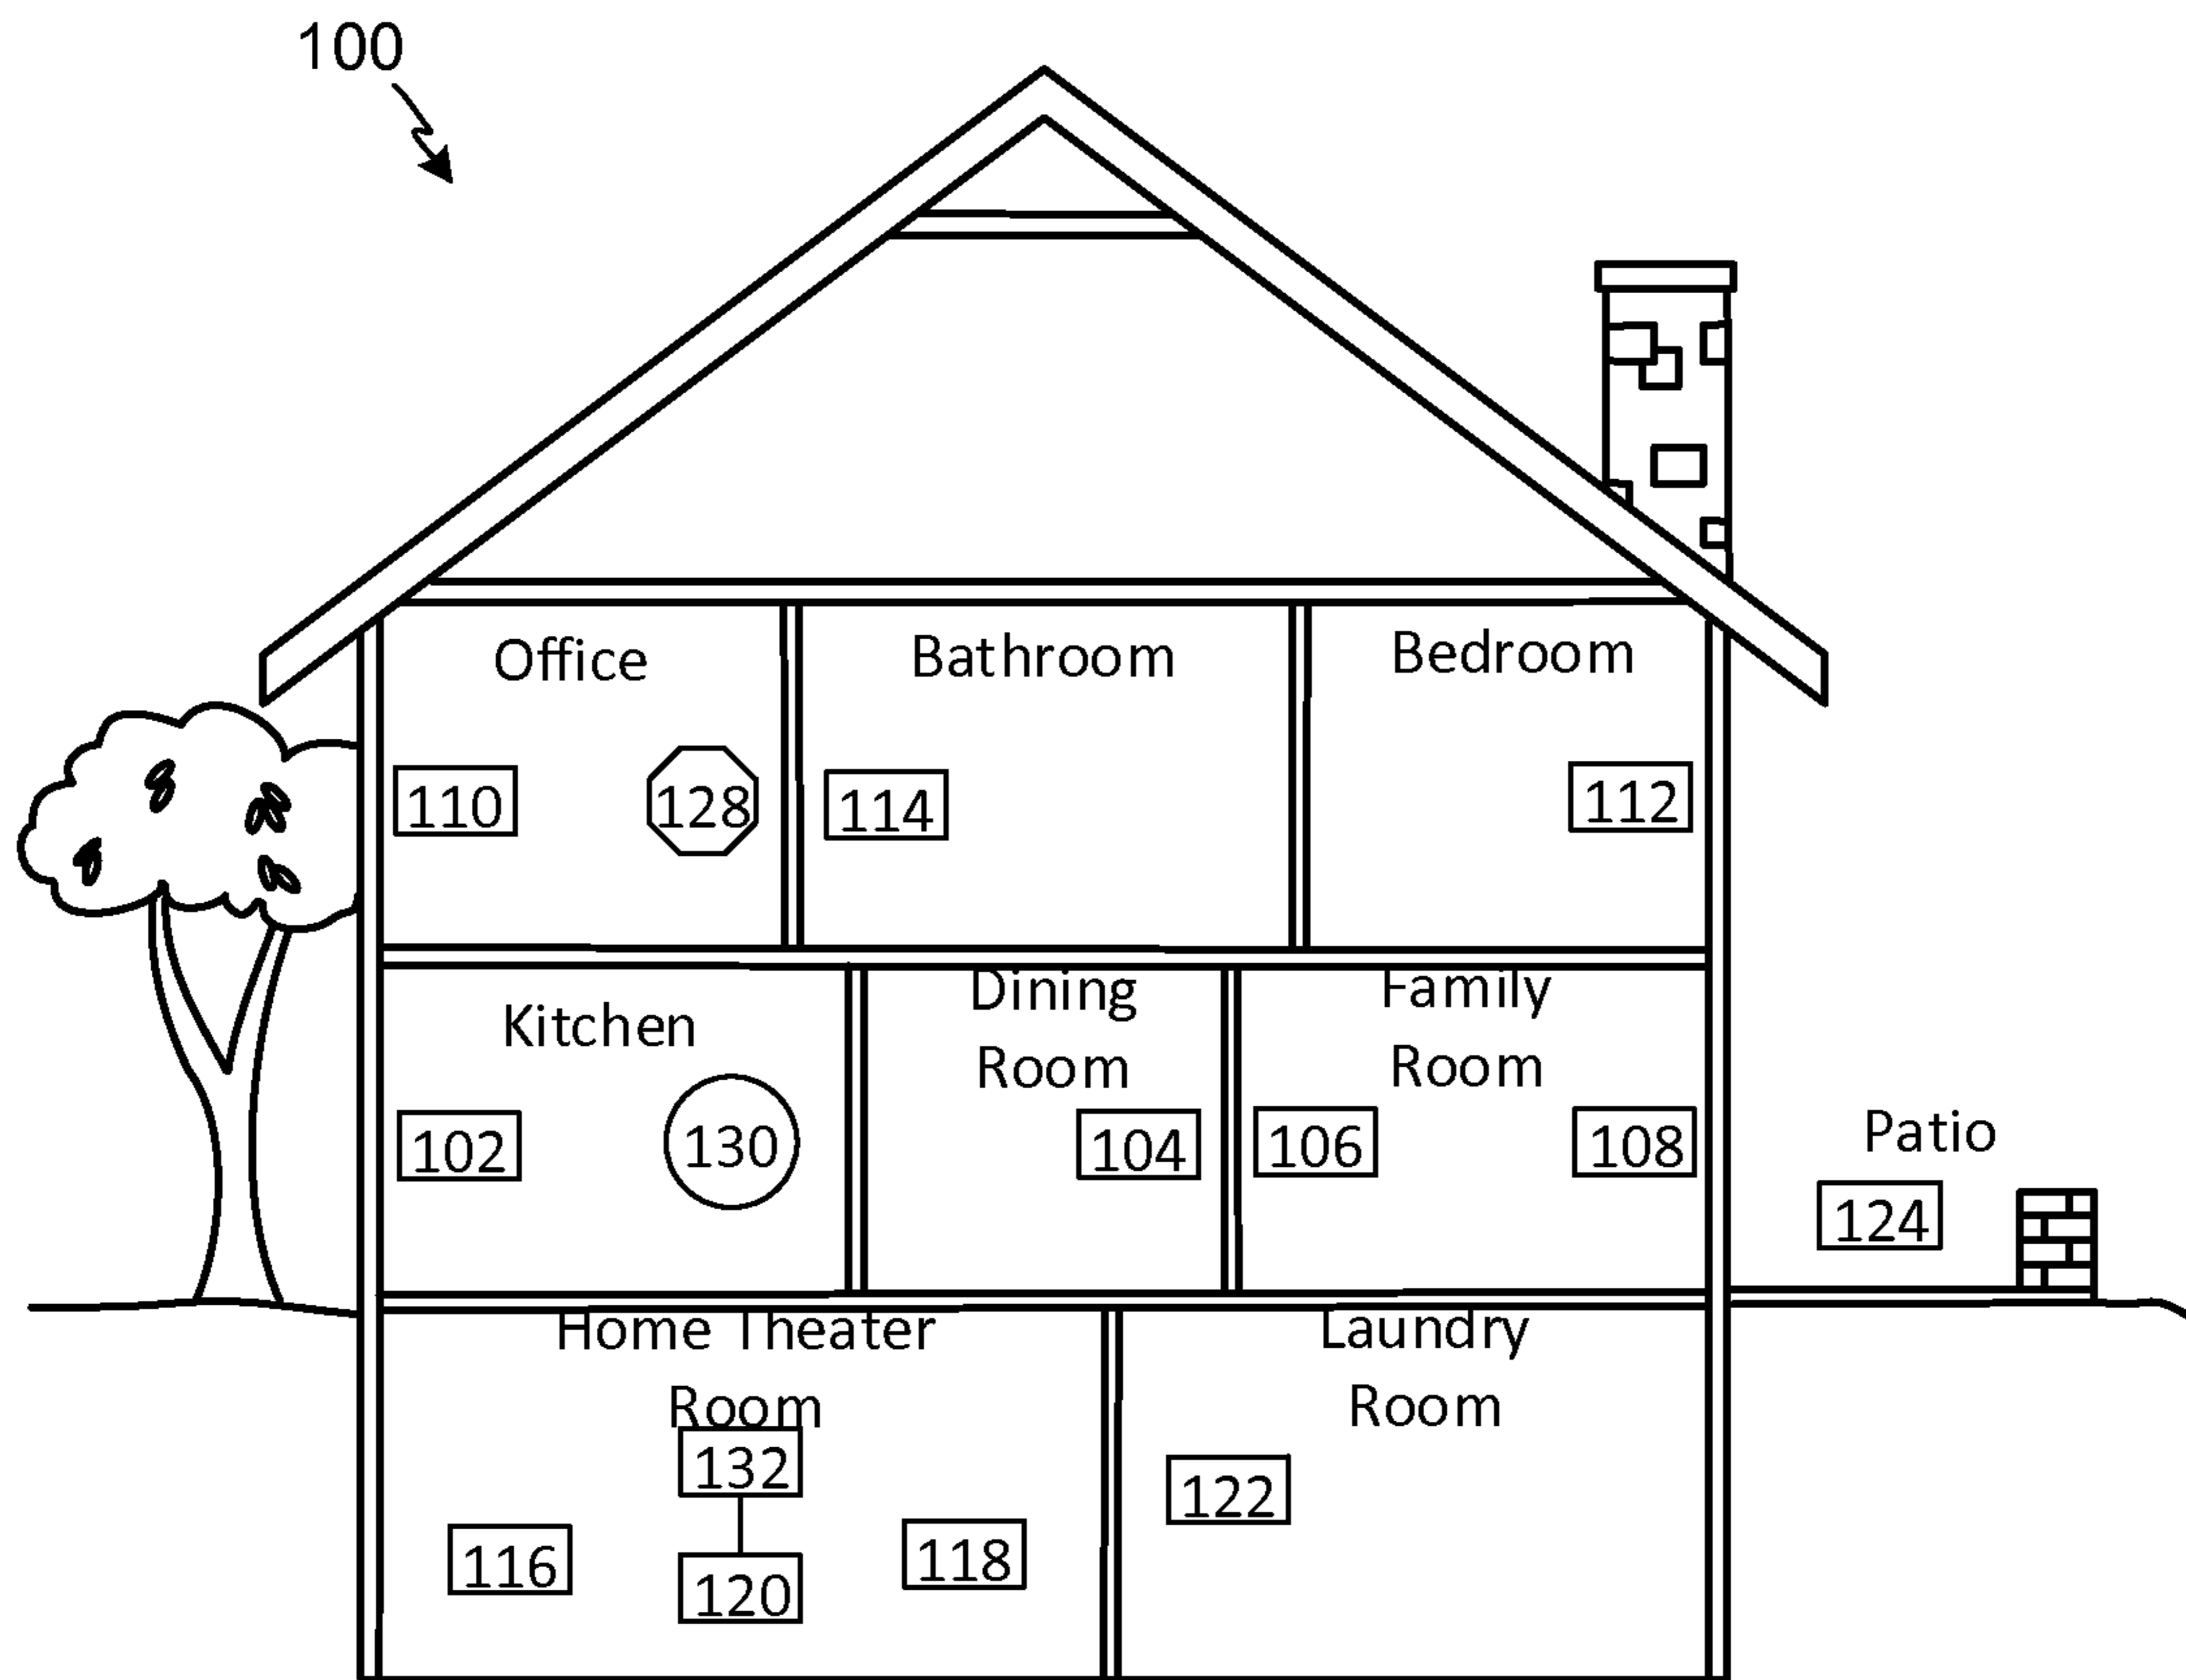 100
Office
Bathroom
Bedroom
110
128
114
112
Kitchen
Dining
Room
Family
Room
102
130
104
106
108
Patio
124
Home Theater
Room
Laundry
Room
132
116
120
118
122